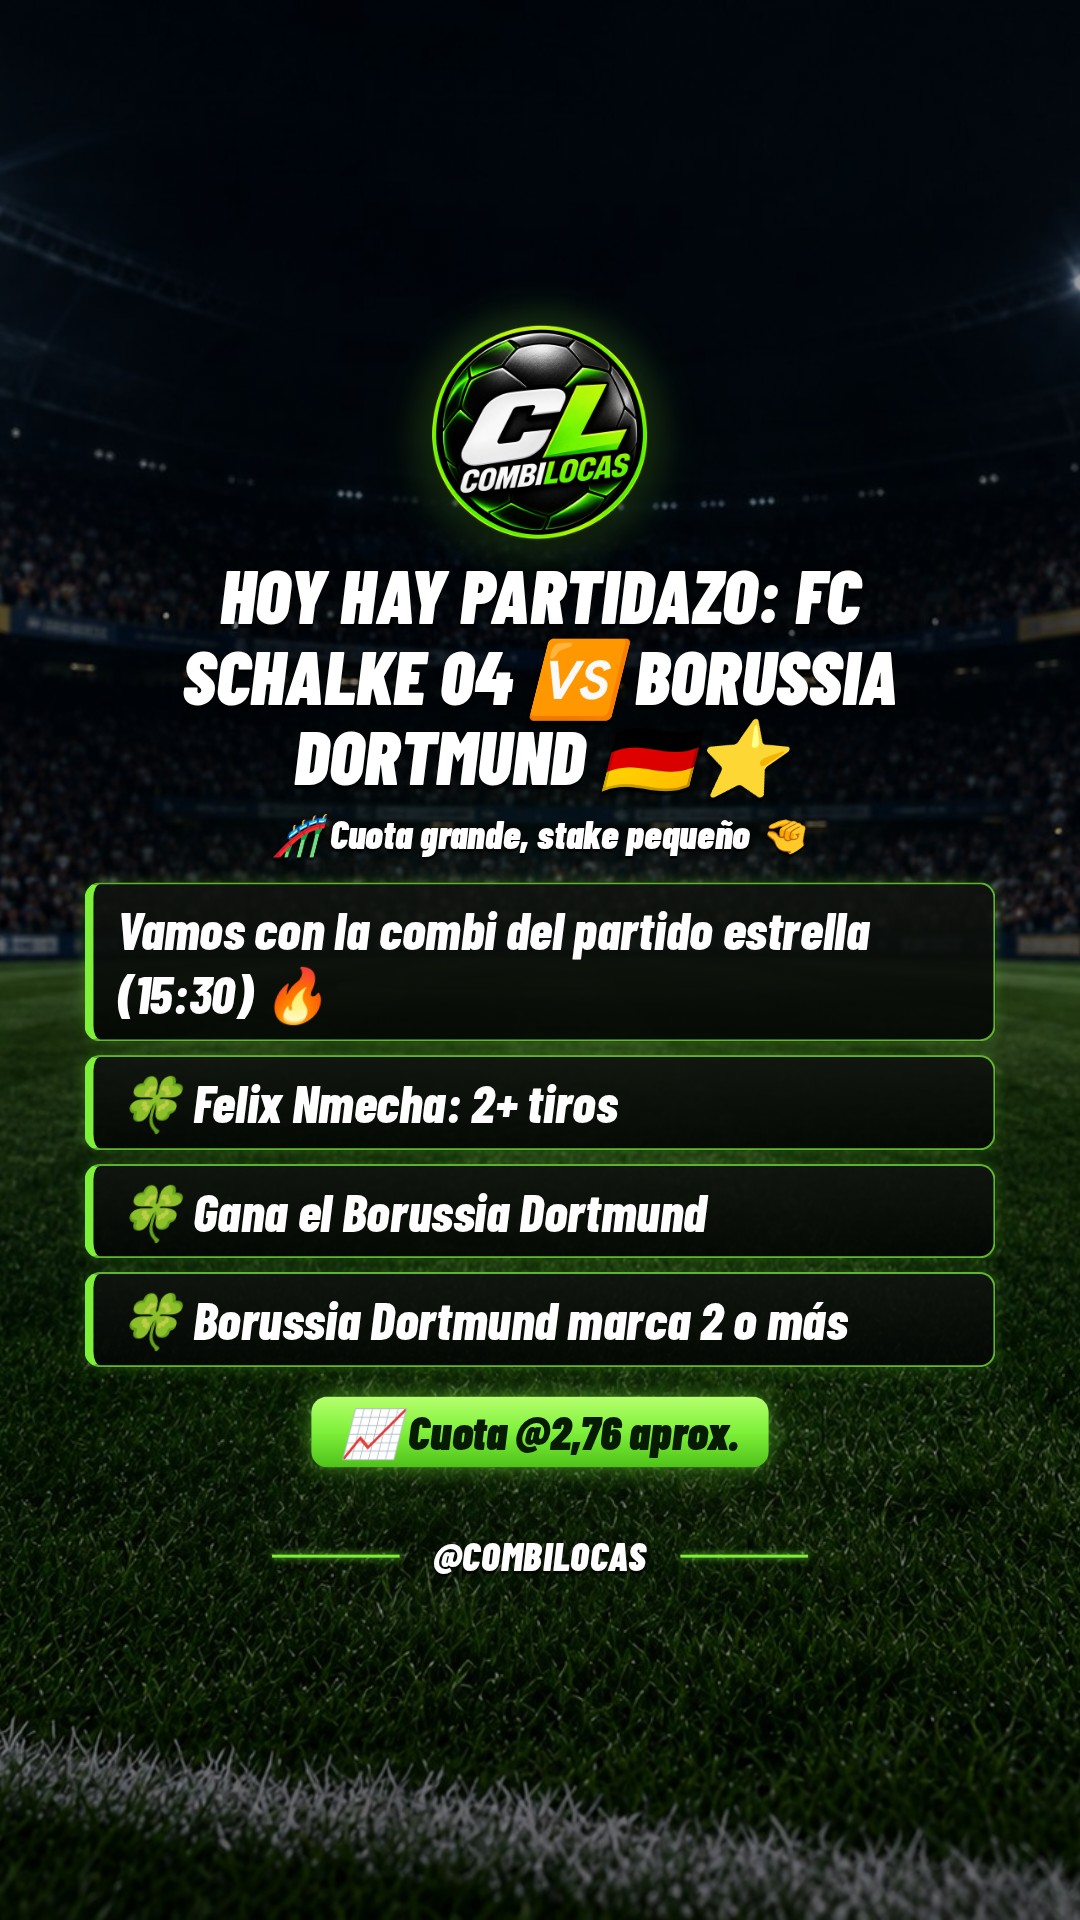 CL
COMBILOCAS
HOY HAY PARTIDAZO: FC
SCHALKE 04 🆚 BORUSSIA
DORTMUND 🇩🇪⭐
🎢 Cuota grande, stake pequeño 🤏
Vamos con la combi del partido estrella
(15:30) 🔥
🍀 Felix Nmecha: 2+ tiros
🍀 Gana el Borussia Dortmund
🍀 Borussia Dortmund marca 2 o más
📈 Cuota @2,76 aprox.
@COMBILOCAS